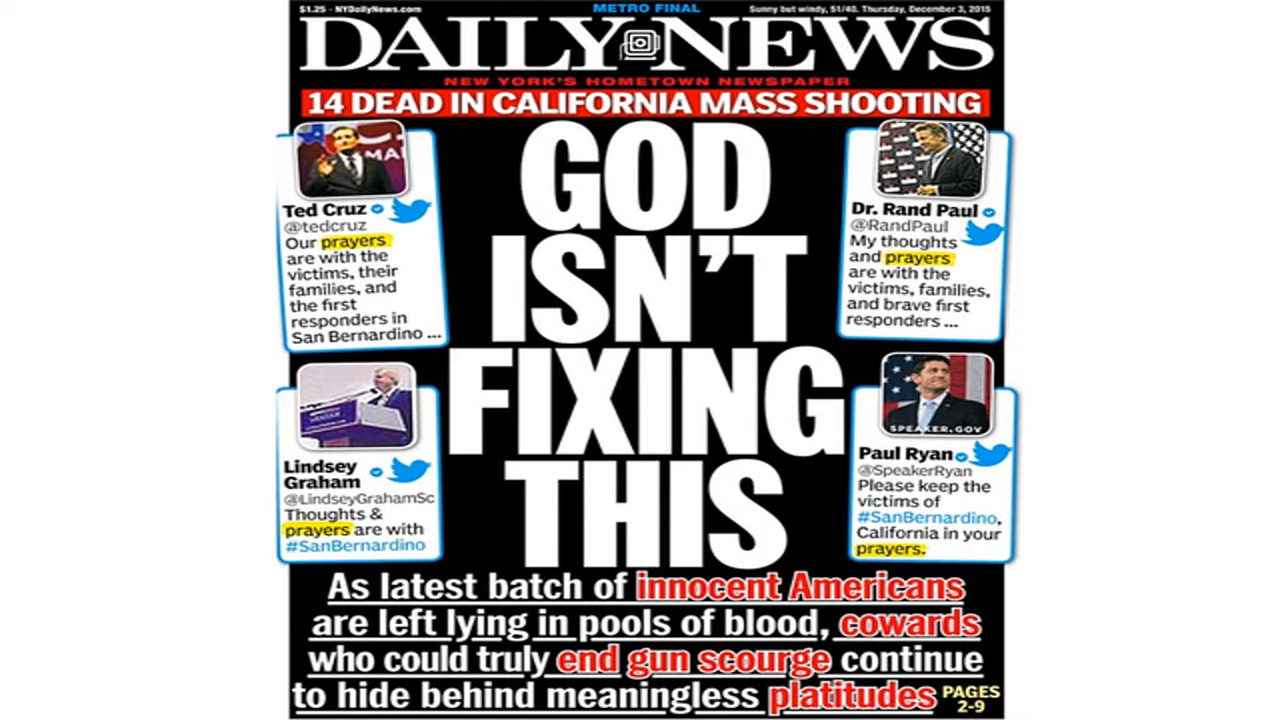 $1.25 · NYDailyNews.com
METRO FINAL
Sunny but windy, 51/40. Thursday, December 3, 2015
DAILY NEWS
NEW YORK'S HOMETOWN NEWSPAPER
14 DEAD IN CALIFORNIA MASS SHOOTING
GOD
ISN'T
FIXING
THIS
Ted Cruz
@tedcruz
Our prayers
are with the
victims, their
families, and
the first
responders in
San Bernardino ...
Dr. Rand Paul
@RandPaul
My thoughts
and prayers
are with the
victims, families,
and brave first
responders ...
Lindsey
Graham
@LindseyGrahamSc
Thoughts &
prayers are with
#SanBernardino
SPEAKER.GOV
Paul Ryan
@SpeakerRyan
Please keep the
victims of
#SanBernardino,
California in your
prayers.
As latest batch of innocent Americans
are left lying in pools of blood, cowards
who could truly end gun scourge continue
to hide behind meaningless platitudes
PAGES
2-9